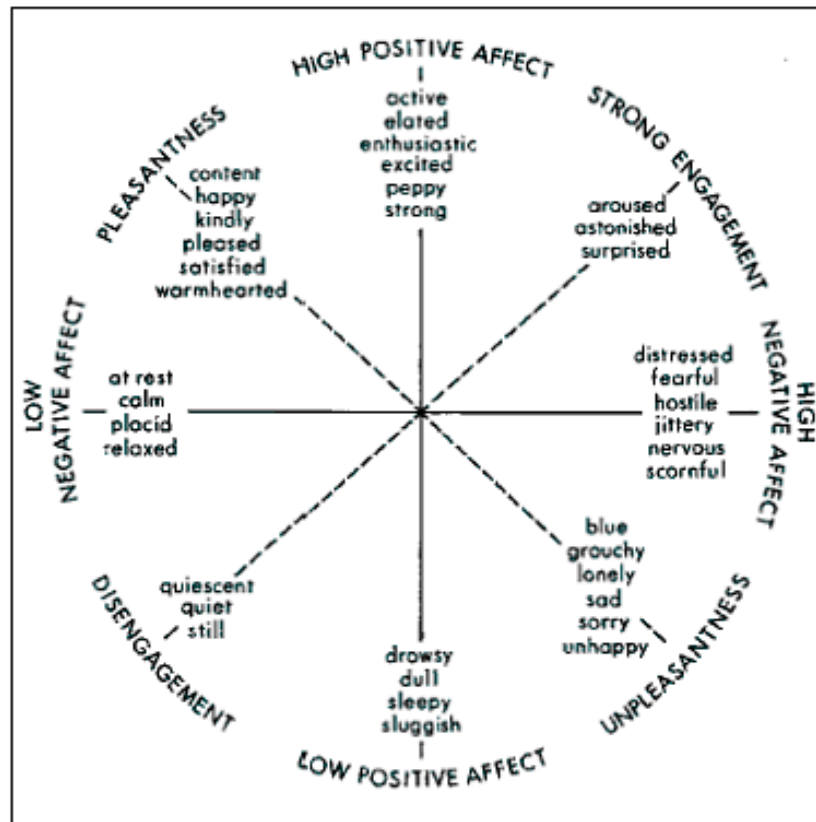 HIGH POSITIVE AFFECT
active
elated
enthusiastic
excited
peppy
strong
STRONG ENGAGEMENT
aroused
astonished
surprised
PLEASANTNESS
content
happy
kindly
pleased
satisfied
warmhearted
LOW
NEGATIVE AFFECT
at rest
calm
placid
relaxed
HIGH
NEGATIVE AFFECT
distressed
fearful
hostile
jittery
nervous
scornful
DISENGAGEMENT
quiescent
quiet
still
UNPLEASANTNESS
blue
grouchy
lonely
sad
sorry
unhappy
drowsy
dull
sleepy
sluggish
LOW POSITIVE AFFECT